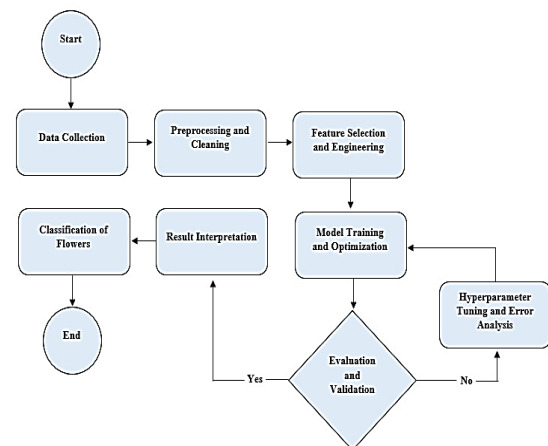 Start
Data Collection
Preprocessing and
Cleaning
Feature Selection
and Engineering
Model Training
and Optimization
Result Interpretation
Classification of
Flowers
End
Hyperparameter
Tuning and Error
Analysis
Evaluation
and
Validation
Yes
No